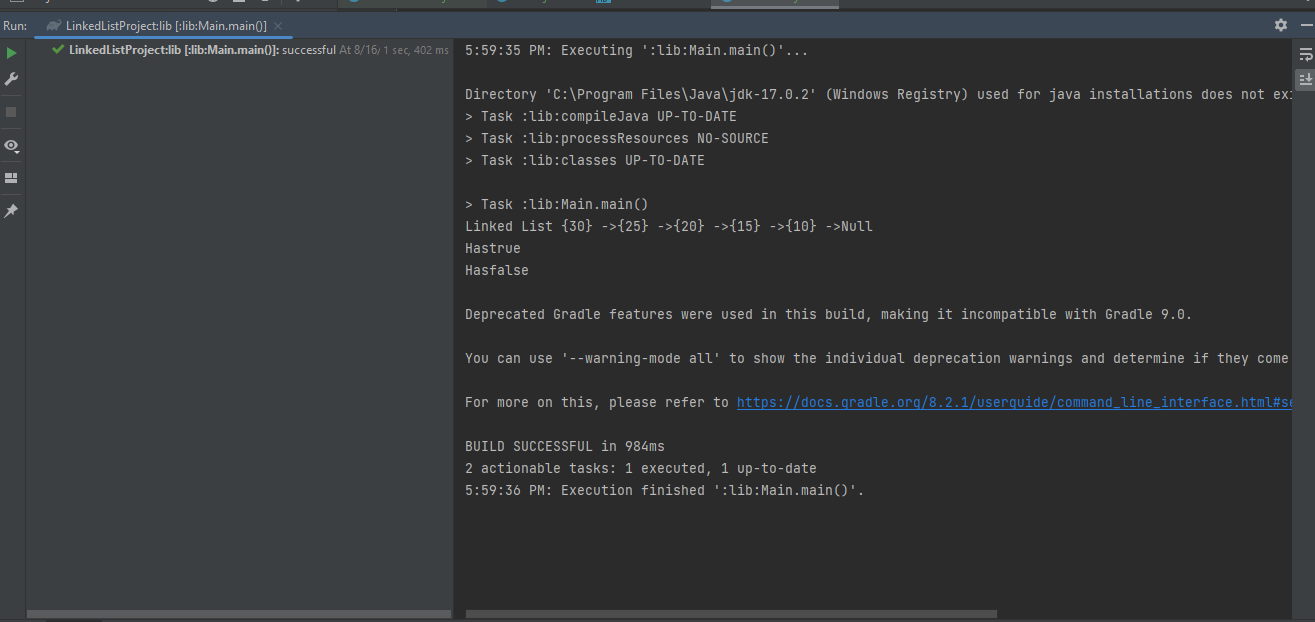 Run: LinkedListProject:lib [:lib:Main.main()]
LinkedListProject:lib [:lib:Main.main()]: successful At 8/16/ 1 sec, 402 ms
5:59:35 PM: Executing ':lib:Main.main()'...
Directory 'C:\Program Files\Java\jdk-17.0.2' (Windows Registry) used for java installations does not exi
> Task :lib:compileJava UP-TO-DATE
> Task :lib:processResources NO-SOURCE
> Task :lib:classes UP-TO-DATE
> Task :lib:Main.main()
Linked List {30} ->{25} ->{20} ->{15} ->{10} ->Null
Hastrue
Hasfalse
Deprecated Gradle features were used in this build, making it incompatible with Gradle 9.0.
You can use '--warning-mode all' to show the individual deprecation warnings and determine if they come
For more on this, please refer to https://docs.gradle.org/8.2.1/userguide/command_line_interface.html#se
BUILD SUCCESSFUL in 984ms
2 actionable tasks: 1 executed, 1 up-to-date
5:59:36 PM: Execution finished ':lib:Main.main()'.